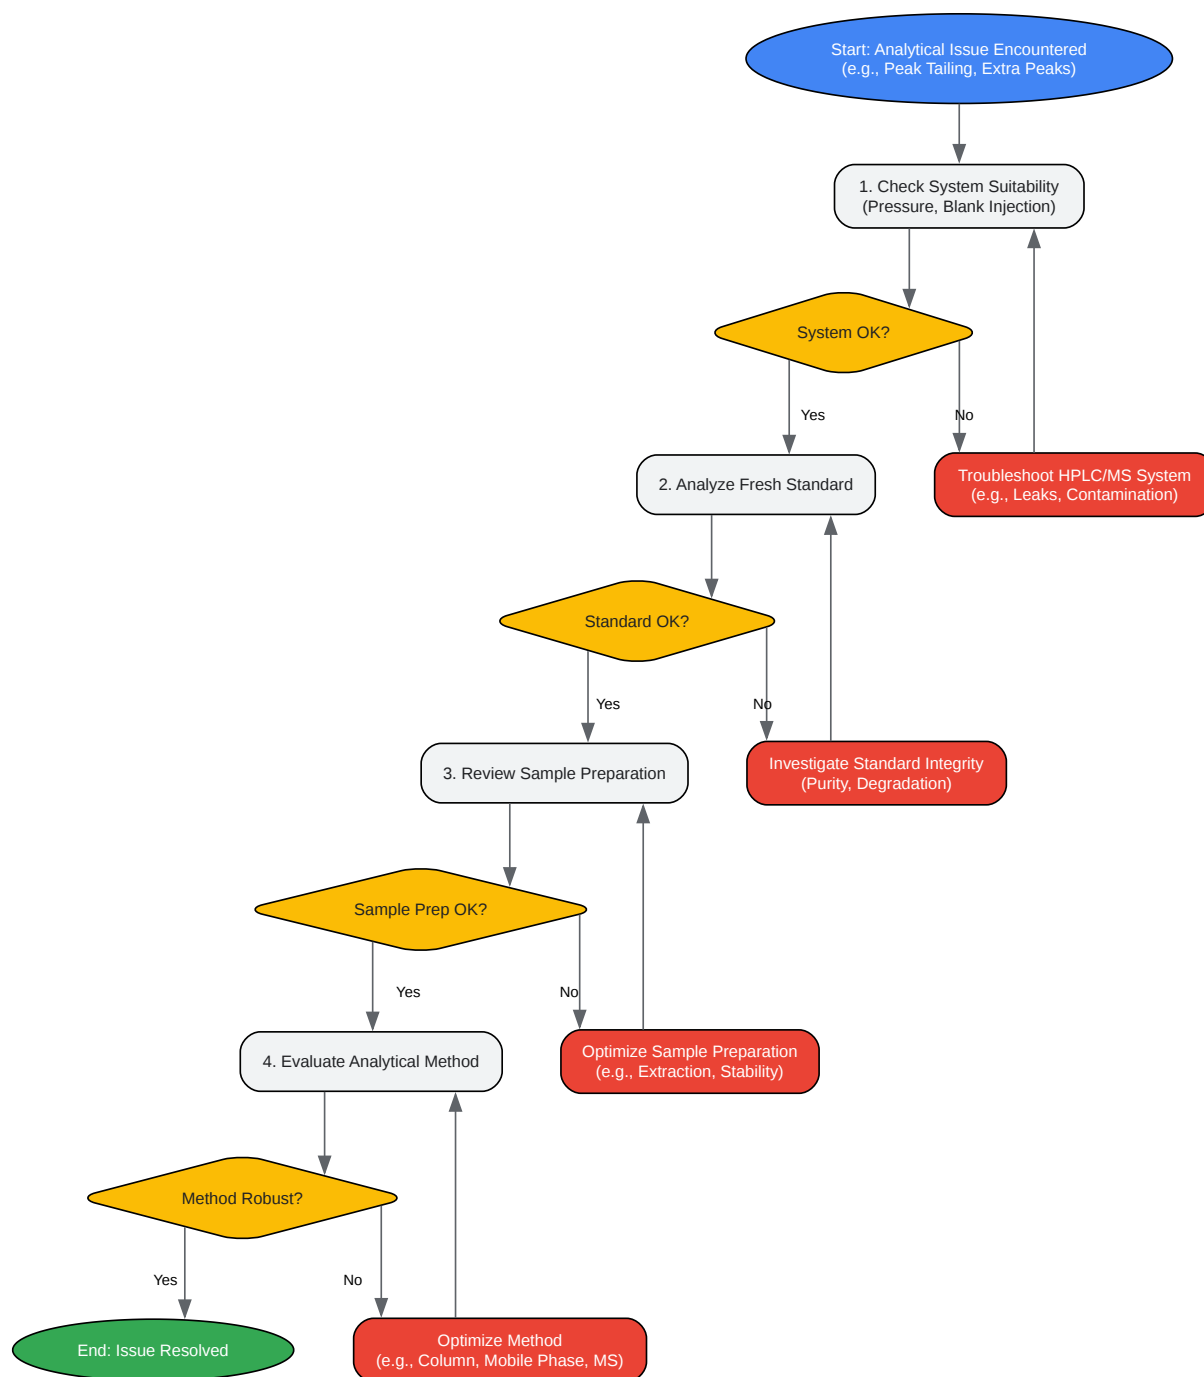 Start: Analytical Issue Encountered
(e.g., Peak Tailing, Extra Peaks)
1. Check System Suitability
(Pressure, Blank Injection)
System OK?
Yes
No
2. Analyze Fresh Standard
Troubleshoot HPLC/MS System
(e.g., Leaks, Contamination)
Standard OK?
Yes
No
3. Review Sample Preparation
Investigate Standard Integrity
(Purity, Degradation)
Sample Prep OK?
Yes
No
4. Evaluate Analytical Method
Optimize Sample Preparation
(e.g., Extraction, Stability)
Method Robust?
Yes
No
End: Issue Resolved
Optimize Method
(e.g., Column, Mobile Phase, MS)